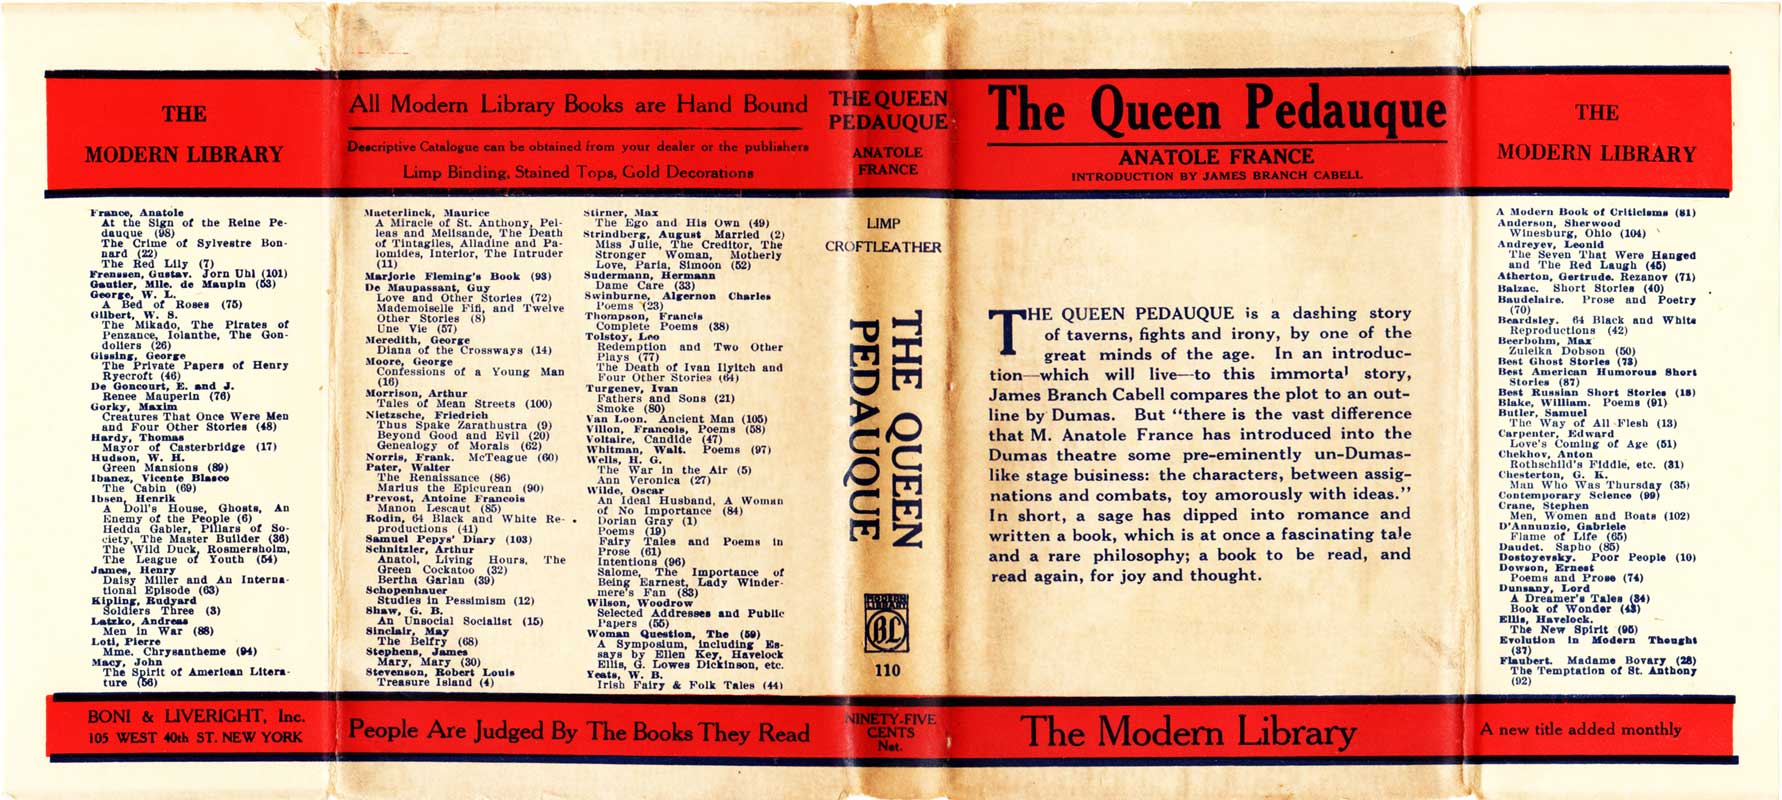 THE
MODERN LIBRARY
France, Anatole
At the Sign of the Reine Pe-
dauque (98)
The Crime of Sylvestre Bon-
nard (22)
The Red Lily (7)
Frenssen, Gustav. Jorn Uhl (101)
Gautier, Mlle. de Maupin (53)
George, W. L.
A Bed of Roses (75)
Gilbert, W. S.
The Mikado, The Pirates of
Penzance, Iolanthe, The Gon-
doliers (26)
Gissing, George
The Private Papers of Henry
Ryecroft (46)
De Goncourt, E. and J.
Renee Mauperin (76)
Gorky, Maxim
Creatures That Once Were Men
and Four Other Stories (48)
Hardy, Thomas
Mayor of Casterbridge (17)
Hudson, W. H.
Green Mansions (89)
Ibanez, Vicente Blasco
The Cabin (69)
Ibsen, Henrik
A Doll's House, Ghosts, An
Enemy of the People (6)
Hedda Gabler, Pillars of So-
ciety, The Master Builder (36)
The Wild Duck, Rosmersholm,
The League of Youth (54)
James, Henry
Daisy Miller and An Interna-
tional Episode (63)
Kipling, Rudyard
Soldiers Three (3)
Latzko, Andreas
Men in War (88)
Loti, Pierre
Mme. Chrysantheme (94)
Macy, John
The Spirit of American Litera-
ture (56)
BONI & LIVERIGHT, Inc.
105 WEST 40th ST. NEW YORK
All Modern Library Books are Hand Bound
Descriptive Catalogue can be obtained from your dealer or the publishers
Limp Binding, Stained Tops, Gold Decorations
Maeterlinck, Maurice
A Miracle of St. Anthony, Pel-
leas and Melisande, The Death
of Tintagiles, Alladine and Pa-
lomides, Interior, The Intruder
(11)
Marjorie Fleming's Book (93)
De Maupassant, Guy
Love and Other Stories (72)
Mademoiselle Fifi, and Twelve
Other Stories (8)
Une Vie (57)
Meredith, George
Diana of the Crossways (14)
Moore, George
Confessions of a Young Man
(16)
Morrison, Arthur
Tales of Mean Streets (100)
Nietzsche, Friedrich
Thus Spake Zarathustra (9)
Beyond Good and Evil (20)
Genealogy of Morals (62)
Norris, Frank. McTeague (60)
Pater, Walter
The Renaissance (86)
Marius the Epicurean (90)
Prevost, Antoine Francois
Manon Lescaut (85)
Rodin, 64 Black and White Re-
productions (41)
Samuel Pepys' Diary (103)
Schnitzler, Arthur
Anatol, Living Hours, The
Green Cockatoo (32)
Bertha Garlan (39)
Schopenhauer
Studies in Pessimism (12)
Shaw, G. B.
An Unsocial Socialist (15)
Sinclair, May
The Belfry (68)
Stephens, James
Mary, Mary (30)
Stevenson, Robert Louis
Treasure Island (4)
Stirner, Max
The Ego and His Own (49)
Strindberg, August Married (2)
Miss Julie, The Creditor, The
Stronger Woman, Motherly
Love, Paria, Simoon (52)
Sudermann, Hermann
Dame Care (33)
Swinburne, Algernon Charles
Poems (23)
Thompson, Francis
Complete Poems (38)
Tolstoy, Leo
Redemption and Two Other
Plays (77)
The Death of Ivan Ilyitch and
Four Other Stories (64)
Turgenev, Ivan
Fathers and Sons (21)
Smoke (80)
Van Loon, Ancient Man (105)
Villon, Francois, Poems (58)
Voltaire, Candide (47)
Whitman, Walt. Poems (97)
Wells, H. G.
The War in the Air (5)
Ann Veronica (27)
Wilde, Oscar
An Ideal Husband, A Woman
of No Importance (84)
Dorian Gray (1)
Poems (19)
Fairy Tales and Poems in
Prose (61)
Intentions (96)
Salome, The Importance of
Being Earnest, Lady Winder-
mere's Fan (83)
Wilson, Woodrow
Selected Addresses and Public
Papers (55)
Woman Question, The (59)
A Symposium, including Es-
says by Ellen Key, Havelock
Ellis, G. Lowes Dickinson, etc.
Yeats, W. B.
Irish Fairy & Folk Tales (44)
People Are Judged By The Books They Read
THE QUEEN
PEDAUQUE
ANATOLE
FRANCE
LIMP
CROFTLEATHER
THE QUEEN
PEDAUQUE
MODERN
LIBRARY
BL
110
NINETY-FIVE
CENTS
Net.
The Queen Pedauque
ANATOLE FRANCE
INTRODUCTION BY JAMES BRANCH CABELL
THE QUEEN PEDAUQUE is a dashing story
of taverns, fights and irony, by one of the
great minds of the age. In an introduc-
tion—which will live—to this immortal story,
James Branch Cabell compares the plot to an out-
line by Dumas. But "there is the vast difference
that M. Anatole France has introduced into the
Dumas theatre some pre-eminently un-Dumas-
like stage business: the characters, between assig-
nations and combats, toy amorously with ideas."
In short, a sage has dipped into romance and
written a book, which is at once a fascinating tale
and a rare philosophy; a book to be read, and
read again, for joy and thought.
The Modern Library
THE
MODERN LIBRARY
A Modern Book of Criticisms (81)
Anderson, Sherwood
Winesburg, Ohio (104)
Andreyev, Leonid
The Seven That Were Hanged
and The Red Laugh (45)
Atherton, Gertrude. Rezanov (71)
Balzac. Short Stories (40)
Baudelaire. Prose and Poetry
(70)
Beardsley. 64 Black and White
Reproductions (42)
Beerbohm, Max
Zuleika Dobson (50)
Best Ghost Stories (73)
Best American Humorous Short
Stories (87)
Best Russian Short Stories (18)
Blake, William. Poems (91)
Butler, Samuel
The Way of All Flesh (13)
Carpenter, Edward
Love's Coming of Age (51)
Chekhov, Anton
Rothschild's Fiddle, etc. (31)
Chesterton, G. K.
Man Who Was Thursday (35)
Contemporary Science (99)
Crane, Stephen
Men, Women and Boats (102)
D'Annunzio, Gabriele
Flame of Life (65)
Daudet. Sapho (85)
Dostoyevsky. Poor People (10)
Dowson, Ernest
Poems and Prose (74)
Dunsany, Lord
A Dreamer's Tales (34)
Book of Wonder (43)
Ellis, Havelock.
The New Spirit (95)
Evolution in Modern Thought
(37)
Flaubert. Madame Bovary (28)
The Temptation of St. Anthony
(92)
A new title added monthly